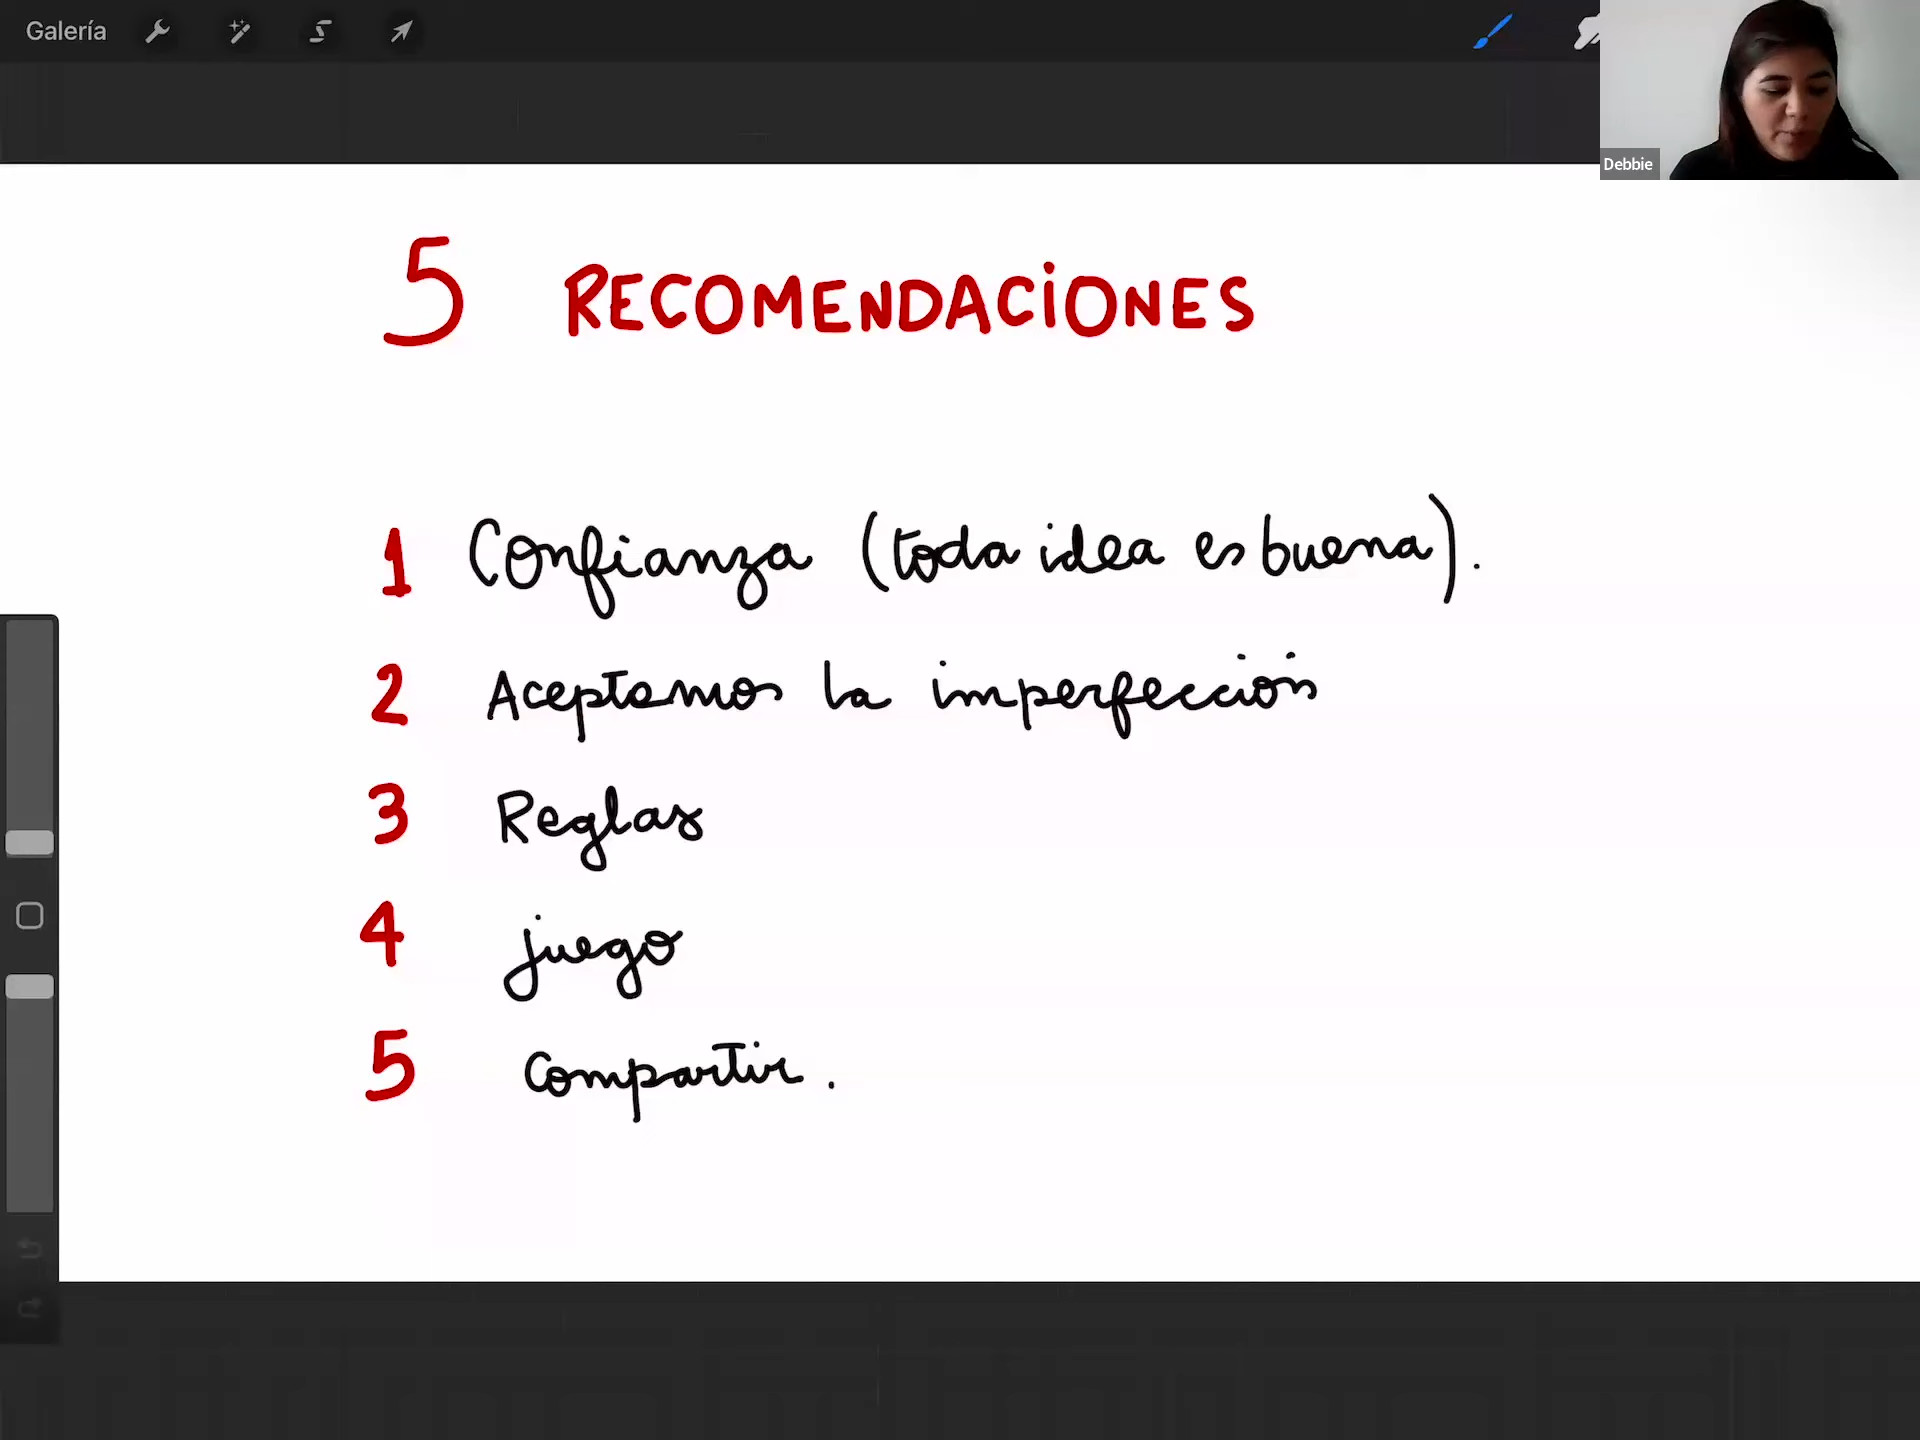 Galería
Debbie
5 RECOMENDACIONES
1 Confianza (toda idea es buena).
2 Aceptamos la imperfección
3 Reglas
4 juego
5 compartir.